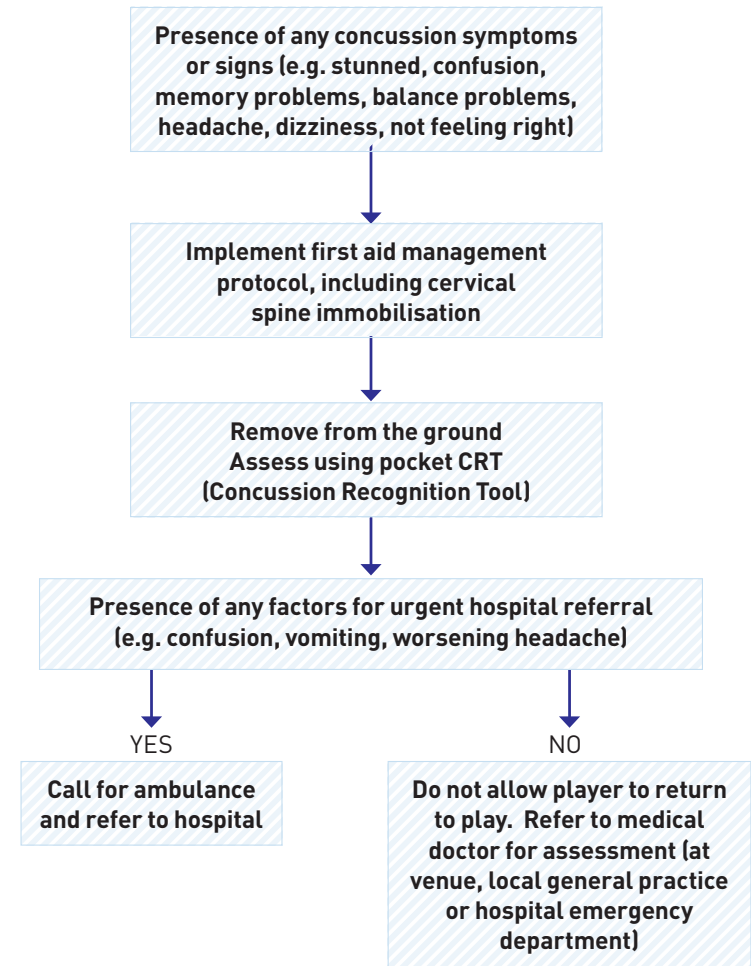 Presence of any concussion symptoms
or signs (e.g. stunned, confusion,
memory problems, balance problems,
headache, dizziness, not feeling right)
Implement first aid management
protocol, including cervical
spine immobilisation
Remove from the ground
Assess using pocket CRT
(Concussion Recognition Tool)
Presence of any factors for urgent hospital referral
(e.g. confusion, vomiting, worsening headache)
YES
Call for ambulance
and refer to hospital
NO
Do not allow player to return
to play. Refer to medical
doctor for assessment (at
venue, local general practice
or hospital emergency
department)